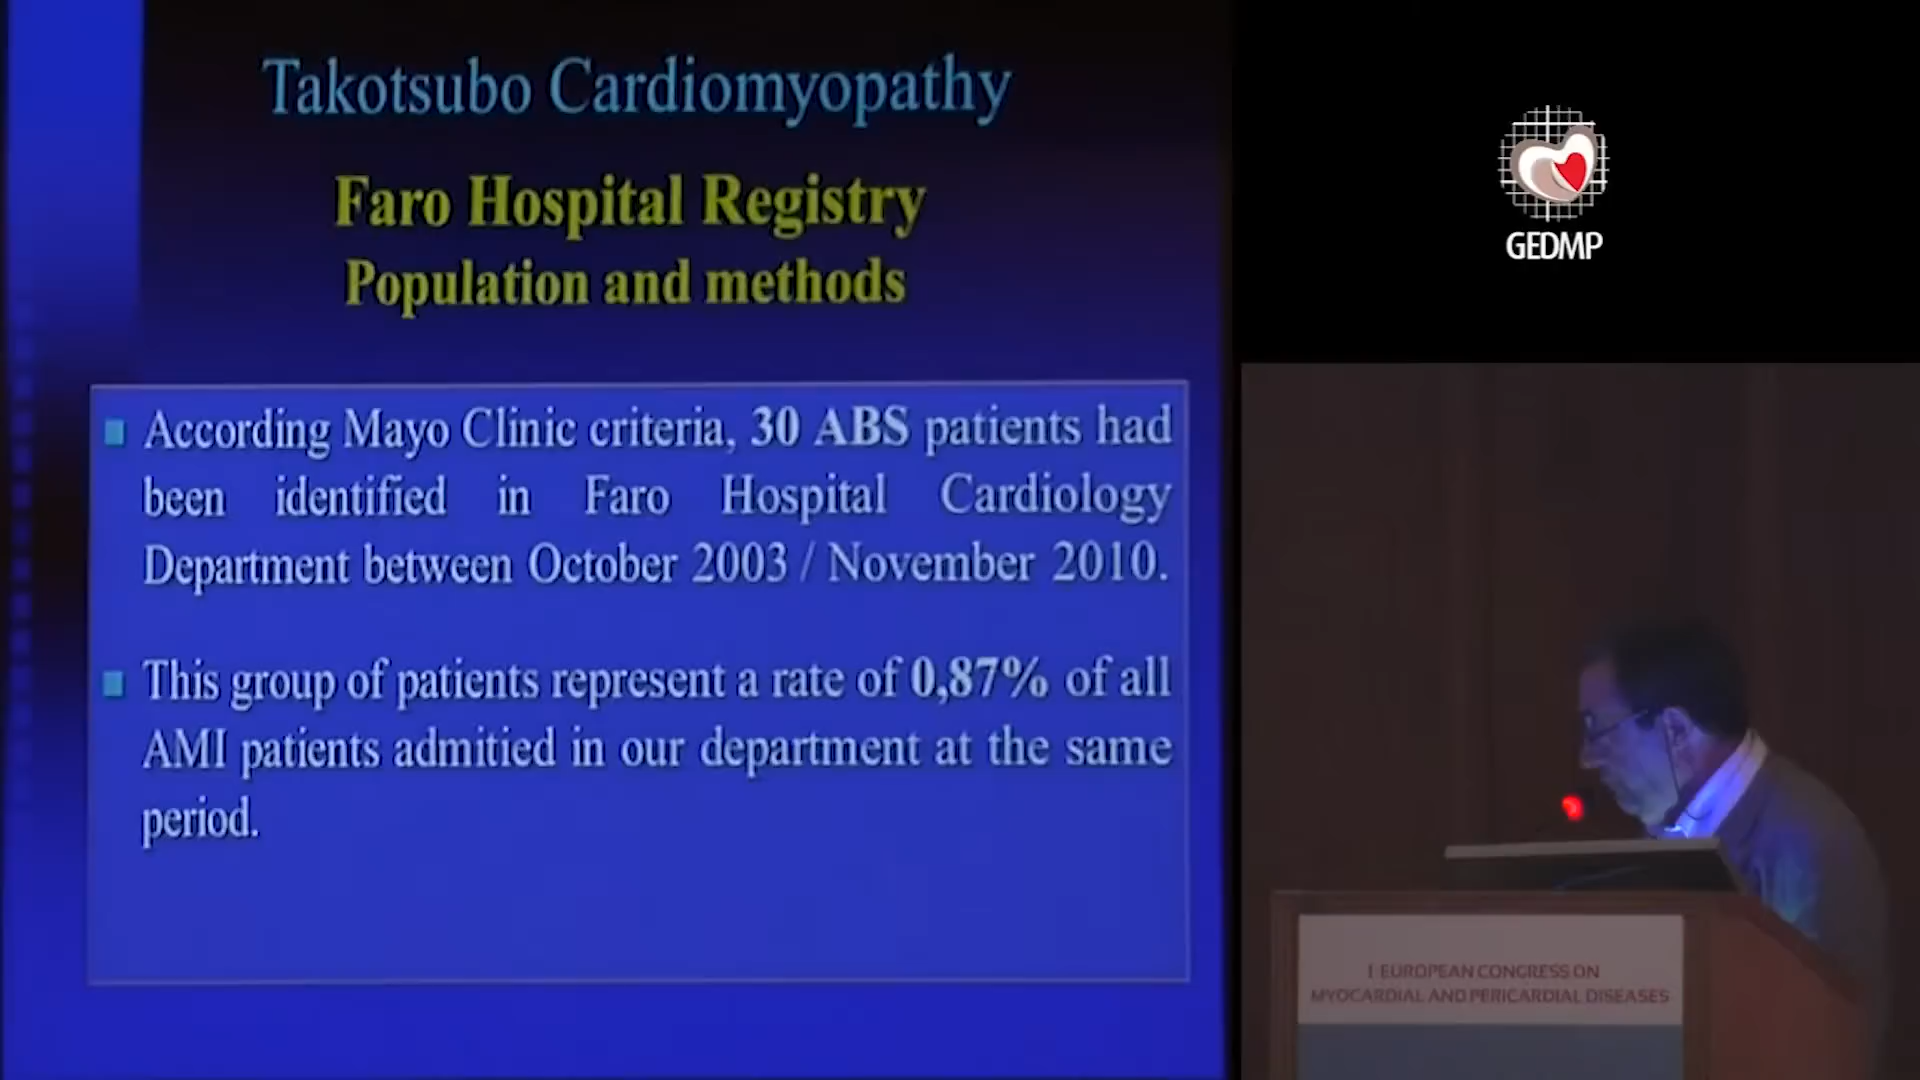 Takotsubo Cardiomyopathy
Faro Hospital Registry
Population and methods
According Mayo Clinic criteria, 30 ABS patients had
been identified in Faro Hospital Cardiology
Department between October 2003 / November 2010.
This group of patients represent a rate of 0,87% of all
AMI patients admitied in our department at the same
period.
GEDMP
I EUROPEAN CONGRESS ON
MYOCARDIAL AND PERICARDIAL DISEASES